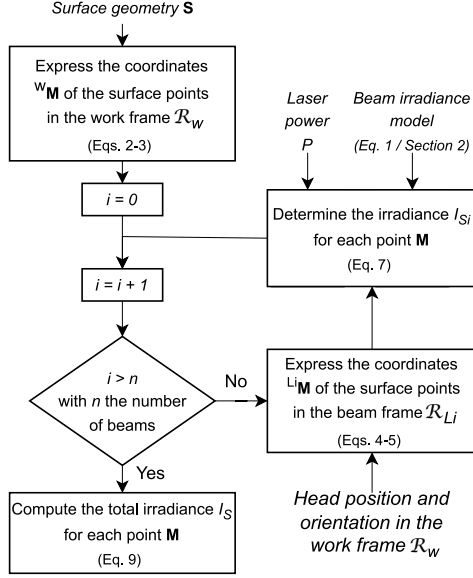 Surface geometry S
Express the coordinates
ᵂM of the surface points
in the work frame ℛw
(Eqs. 2-3)
i = 0
i = i + 1
i > n
with n the number
of beams
No
Yes
Compute the total irradiance IS
for each point M
(Eq. 9)
Laser
power
P
Beam irradiance
model
(Eq. 1 / Section 2)
Determine the irradiance ISi
for each point M
(Eq. 7)
Express the coordinates
ᴸⁱM of the surface points
in the beam frame ℛLi
(Eqs. 4-5)
Head position and
orientation in the
work frame ℛw